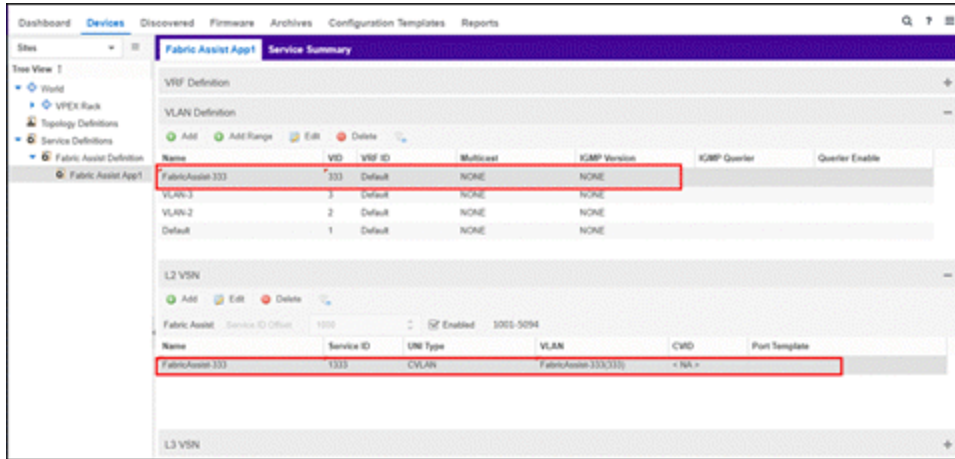 Dashboard Devices Discovered Firmware Archives Configuration Templates Reports
Sites Fabric Assist App1 Service Summary
Tree View
World
VPEX Rack
Topology Definitions
Service Definitions
Fabric Assist Definition
Fabric Assist App1
VRF Definition
VLAN Definition
Add Add Range Edit Delete
Name VID VRF ID Multicast IGMP Version IGMP Querier Querier Enable
FabricAssist-333 333 Default NONE NONE
VLAN-3 3 Default NONE NONE
VLAN-2 2 Default NONE NONE
Default 1 Default NONE NONE
L2 VSN
Add Edit Delete
Fabric Assist Service ID Offset: 1000 Enabled 1001-5094
Name Service ID UNI Type VLAN CVID Port Template
FabricAssist-333 1333 CVLAN FabricAssist-333(333) < NA >
L3 VSN